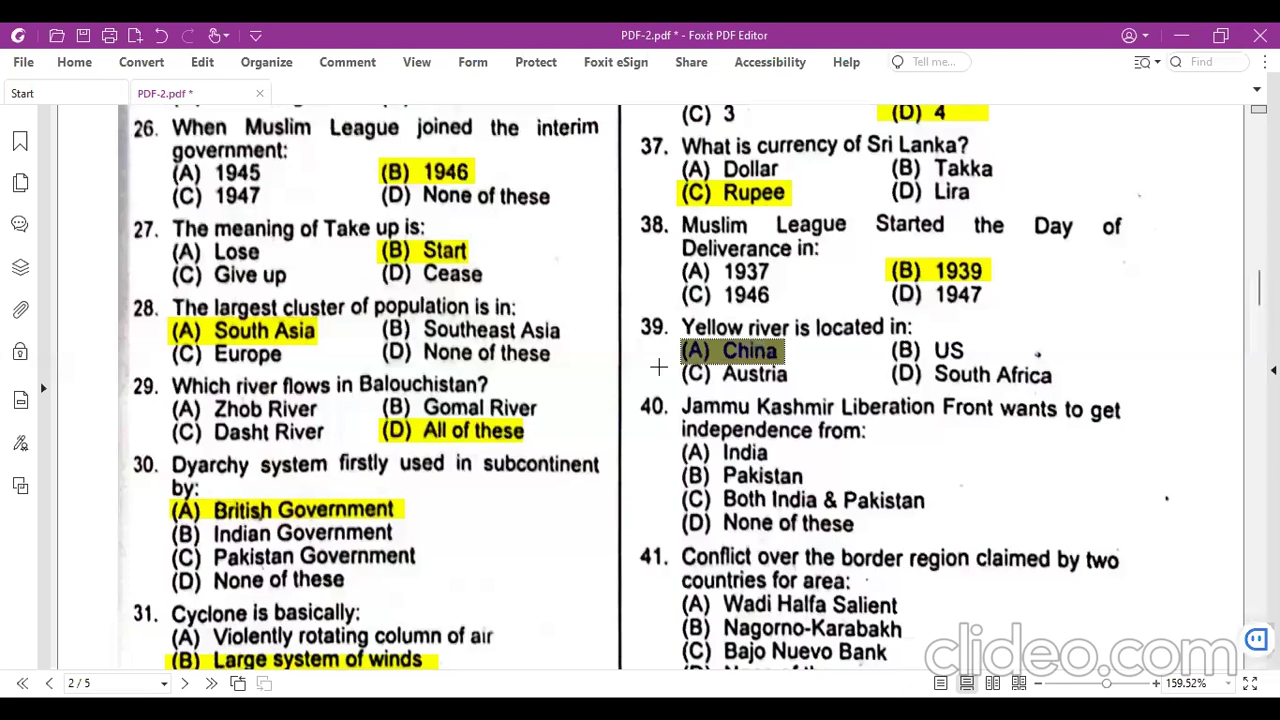 PDF-2.pdf * - Foxit PDF Editor
File Home Convert Edit Organize Comment View Form Protect Foxit eSign Share Accessibility Help Tell me... Find
Start PDF-2.pdf *
26. When Muslim League joined the interim
government:
(A) 1945 (B) 1946
(C) 1947 (D) None of these
27. The meaning of Take up is:
(A) Lose (B) Start
(C) Give up (D) Cease
28. The largest cluster of population is in:
(A) South Asia (B) Southeast Asia
(C) Europe (D) None of these
29. Which river flows in Balouchistan?
(A) Zhob River (B) Gomal River
(C) Dasht River (D) All of these
30. Dyarchy system firstly used in subcontinent
by:
(A) British Government
(B) Indian Government
(C) Pakistan Government
(D) None of these
31. Cyclone is basically:
(A) Violently rotating column of air
(B) Large system of winds
(C) 3 (D) 4
37. What is currency of Sri Lanka?
(A) Dollar (B) Takka
(C) Rupee (D) Lira
38. Muslim League Started the Day of
Deliverance in:
(A) 1937 (B) 1939
(C) 1946 (D) 1947
39. Yellow river is located in:
(A) China (B) US
(C) Austria (D) South Africa
40. Jammu Kashmir Liberation Front wants to get
independence from:
(A) India
(B) Pakistan
(C) Both India & Pakistan
(D) None of these
41. Conflict over the border region claimed by two
countries for area:
(A) Wadi Halfa Salient
(B) Nagorno-Karabakh
(C) Bajo Nuevo Bank
clideo.com
2 / 5 159.52%